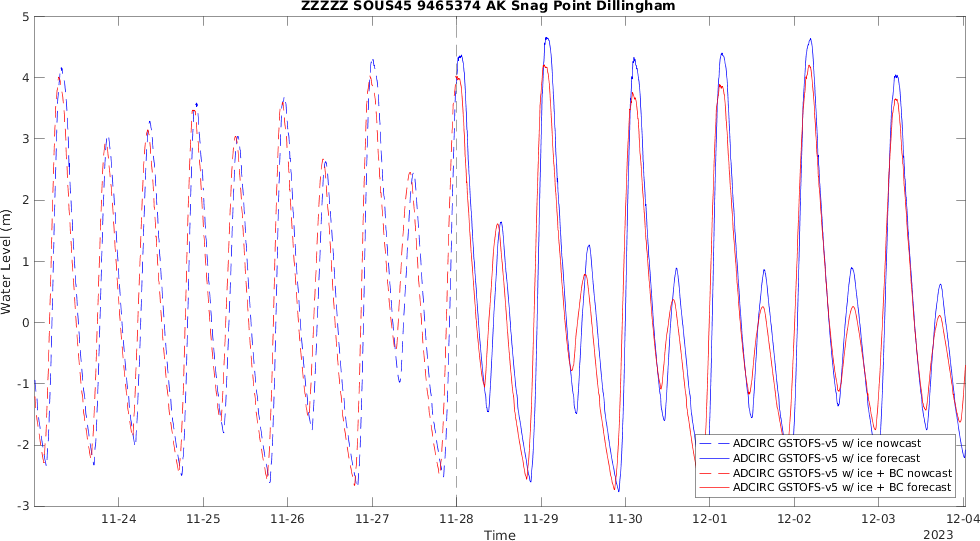 ZZZZZ SOUS45 9465374 AK Snag Point Dillingham
5
4
3
2
1
0
-1
-2
-3
Water Level (m)
ADCIRC GSTOFS-v5 w/ ice nowcast
ADCIRC GSTOFS-v5 w/ ice forecast
ADCIRC GSTOFS-v5 w/ ice + BC nowcast
ADCIRC GSTOFS-v5 w/ ice + BC forecast
11-24 11-25 11-26 11-27 11-28 11-29 11-30 12-01 12-02 12-03 12-04
Time
2023